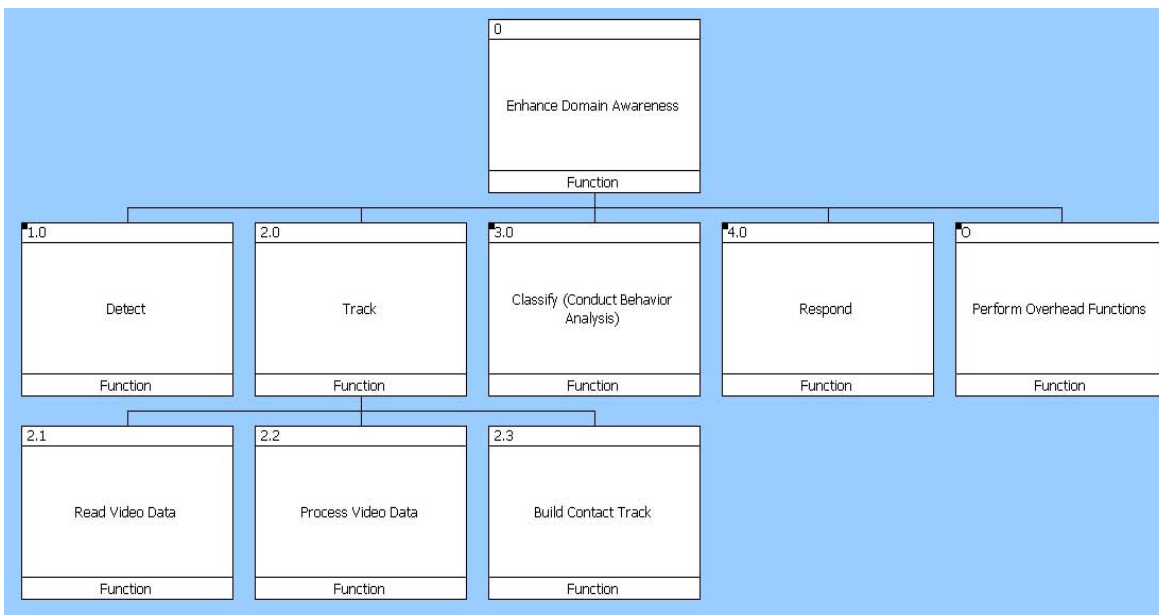 0
Enhance Domain Awareness
Function
1.0
Detect
Function
2.0
Track
Function
3.0
Classify (Conduct Behavior
Analysis)
Function
4.0
Respond
Function
O
Perform Overhead Functions
Function
2.1
Read Video Data
Function
2.2
Process Video Data
Function
2.3
Build Contact Track
Function